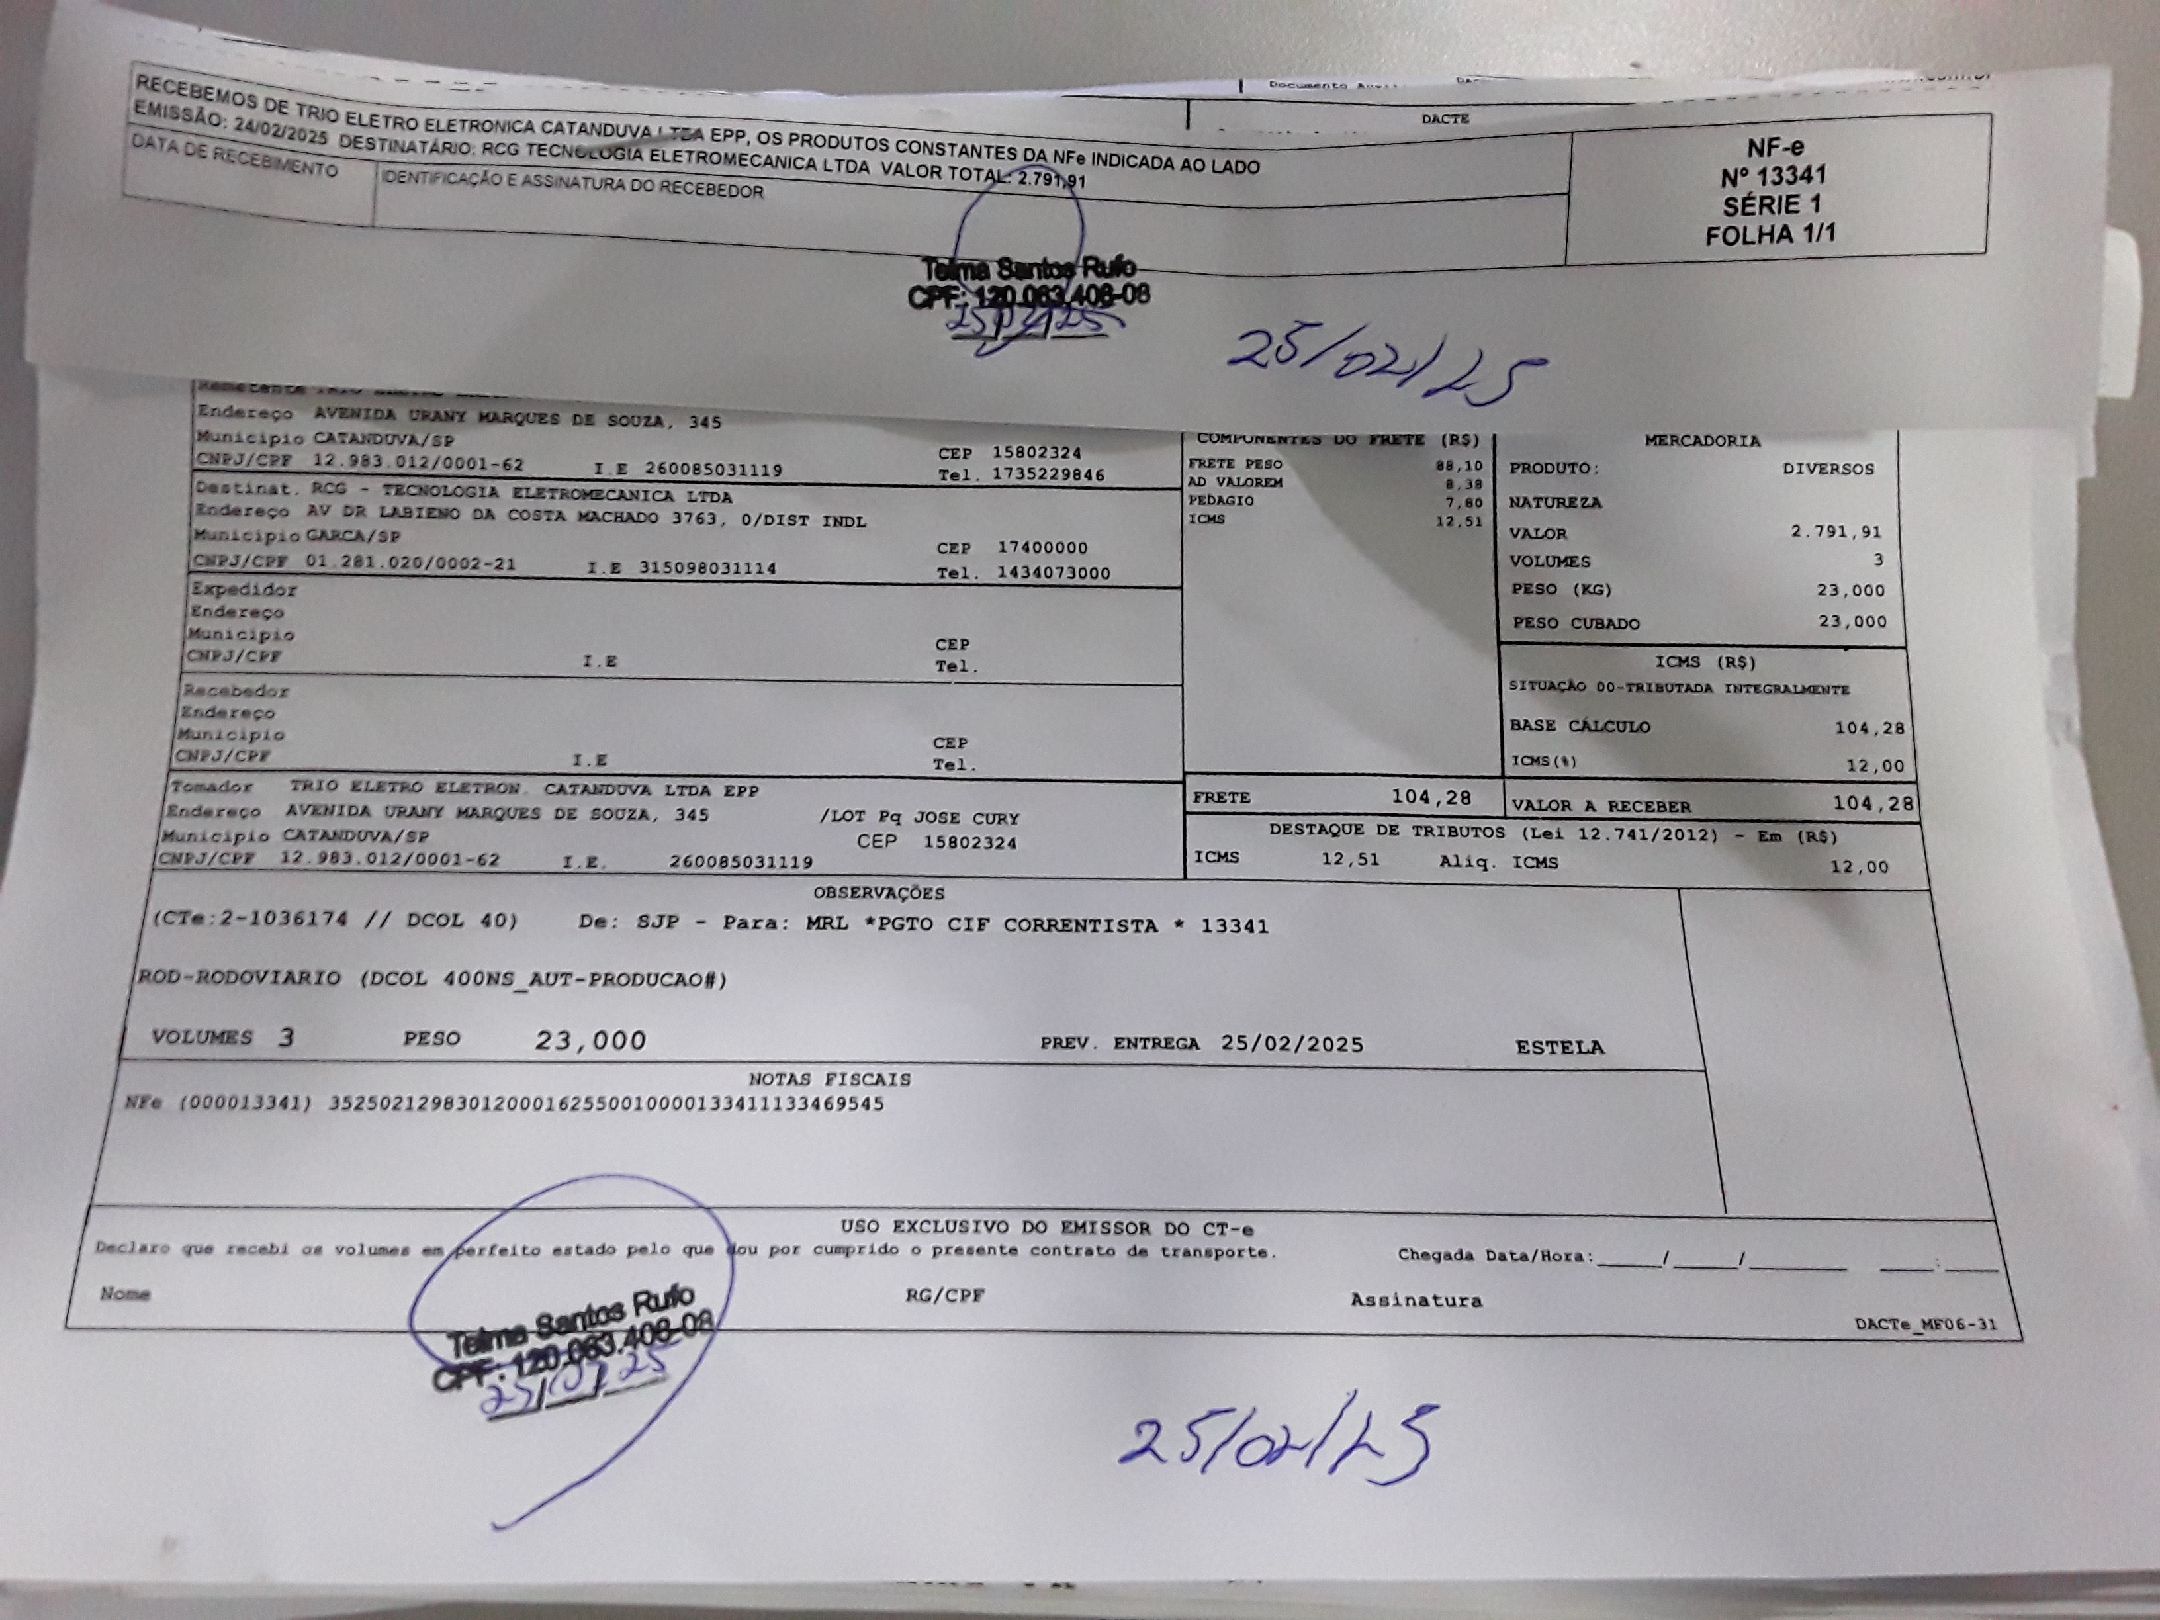 Documento
DACTE
RECEBEMOS DE TRIO ELETRO ELETRONICA CATANDUVA LTDA EPP, OS PRODUTOS CONSTANTES DA NFe INDICADA AO LADO
EMISSÃO: 24/02/2025 DESTINATÁRIO: RCG TECNOLOGIA ELETROMECANICA LTDA VALOR TOTAL: 2.791,91
DATA DE RECEBIMENTO
IDENTIFICAÇÃO E ASSINATURA DO RECEBEDOR
NF-e
Nº 13341
SÉRIE 1
FOLHA 1/1
Telma Santos Rufo
CPF: 120.063.408-08
25/02/25
25/02/25
Remetente TRIO
Endereço AVENIDA URANY MARQUES DE SOUZA, 345
Municipio CATANDUVA/SP
CEP 15802324
CNPJ/CPF 12.983.012/0001-62 I.E 260085031119 Tel. 1735229846
Destinat. RCG - TECNOLOGIA ELETROMECANICA LTDA
Endereço AV DR LABIENO DA COSTA MACHADO 3763, 0/DIST INDL
Municipio GARCA/SP CEP 17400000
CNPJ/CPF 01.281.020/0002-21 I.E 315098031114 Tel. 1434073000
Expedidor
Endereço
Municipio CEP
CNPJ/CPF I.E Tel.
Recebedor
Endereço
Municipio CEP
CNPJ/CPF I.E Tel.
Tomador TRIO ELETRO ELETRON. CATANDUVA LTDA EPP
Endereço AVENIDA URANY MARQUES DE SOUZA, 345 /LOT Pq JOSE CURY
Municipio CATANDUVA/SP CEP 15802324
CNPJ/CPF 12.983.012/0001-62 I.E. 260085031119
COMPONENTES DO FRETE (R$)
FRETE PESO 88,10
AD VALOREM 8,38
PEDAGIO 7,80
ICMS 12,51
MERCADORIA
PRODUTO: DIVERSOS
NATUREZA
VALOR 2.791,91
VOLUMES 3
PESO (KG) 23,000
PESO CUBADO 23,000
ICMS (R$)
SITUAÇÃO 00-TRIBUTADA INTEGRALMENTE
BASE CÁLCULO 104,28
ICMS(%) 12,00
FRETE 104,28 VALOR A RECEBER 104,28
DESTAQUE DE TRIBUTOS (Lei 12.741/2012) - Em (R$)
ICMS 12,51 Aliq. ICMS 12,00
OBSERVAÇÕES
(CTe:2-1036174 // DCOL 40) De: SJP - Para: MRL *PGTO CIF CORRENTISTA * 13341
ROD-RODOVIARIO (DCOL 400NS_AUT-PRODUCAO#)
VOLUMES 3 PESO 23,000 PREV. ENTREGA 25/02/2025 ESTELA
NOTAS FISCAIS
NFe (000013341) 35250212983012000162550010000133411133469545
USO EXCLUSIVO DO EMISSOR DO CT-e
Declaro que recebi os volumes em perfeito estado pelo que dou por cumprido o presente contrato de transporte. Chegada Data/Hora:_____/_____/________ ____:____
Nome RG/CPF Assinatura
DACTe_MF06-31
Telma Santos Rufo
CPF: 120.063.408-08
25/02/25
25/02/25